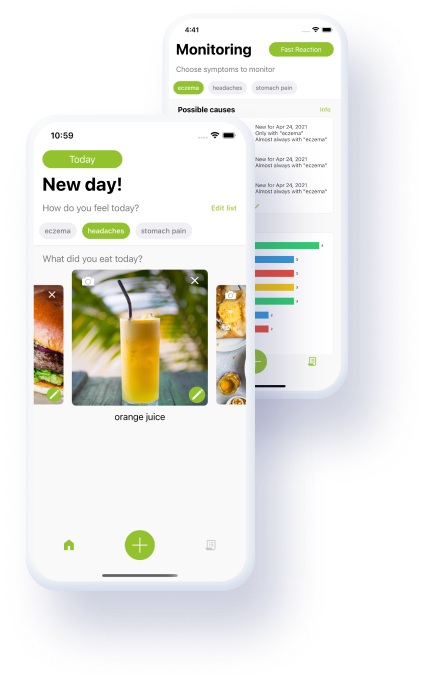 4:41
Monitoring
Fast Reaction
Choose symptoms to monitor
eczema headaches stomach pain
Possible causes Info
New for Apr 24, 2021
Only with "eczema"
Almost always with "eczema"
New for Apr 24, 2021
Almost always with "eczema"
New for Apr 24, 2021
Almost always with "eczema"
10:59
Today
New day!
How do you feel today? Edit list
eczema headaches stomach pain
What did you eat today?
orange juice